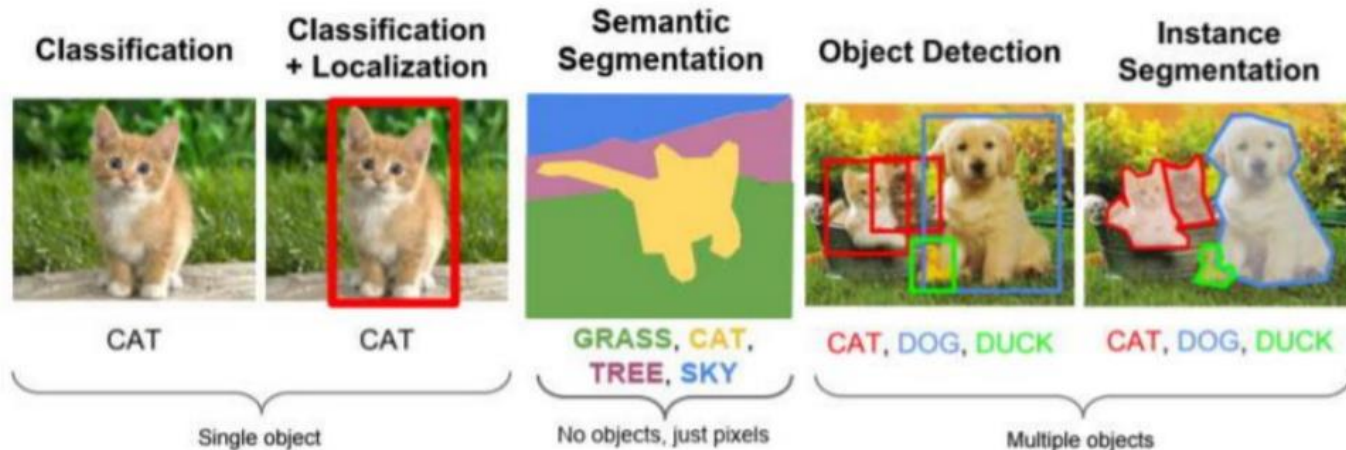 Classification
Classification
+ Localization
Semantic
Segmentation
Object Detection
Instance
Segmentation
CAT
CAT
GRASS, CAT,
TREE, SKY
CAT, DOG, DUCK
CAT, DOG, DUCK
Single object
No objects, just pixels
Multiple objects